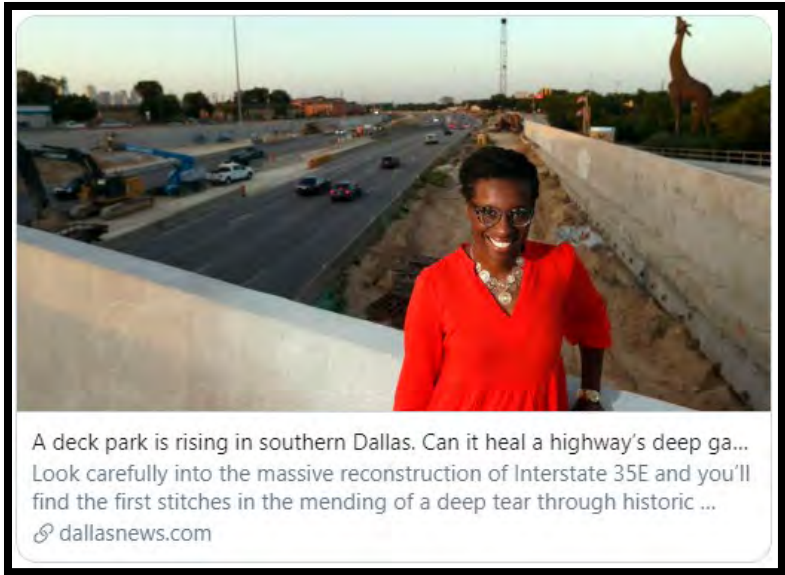 A deck park is rising in southern Dallas. Can it heal a highway's deep ga...
Look carefully into the massive reconstruction of Interstate 35E and you'll
find the first stitches in the mending of a deep tear through historic ...
dallasnews.com